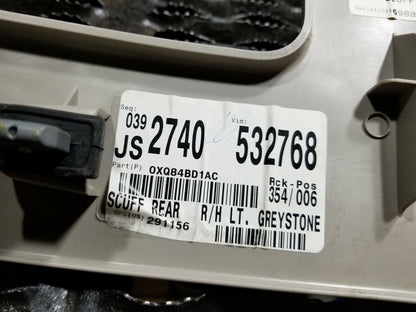 Seq:
039 Vin:
JS 2740 532768
Part(P)
0XQ84BD1AC
Rck-Pos
354/006
SCUFF REAR R/H LT. GREYSTONE
291156